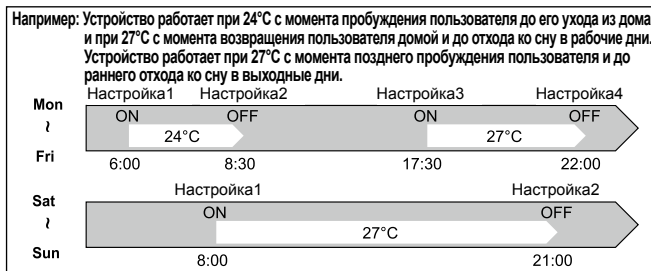 Например: Устройство работает при 24°C с момента пробуждения пользователя до его ухода из дома
и при 27°C с момента возвращения пользователя домой и до отхода ко сну в рабочие дни.
Устройство работает при 27°C с момента позднего пробуждения пользователя и до
раннего отхода ко сну в выходные дни.
Настройка1 Настройка2 Настройка3 Настройка4
Mon
ON OFF ON OFF
≀
24°C 27°C
Fri
6:00 8:30 17:30 22:00
Настройка1 Настройка2
Sat
ON OFF
≀
27°C
Sun
8:00 21:00